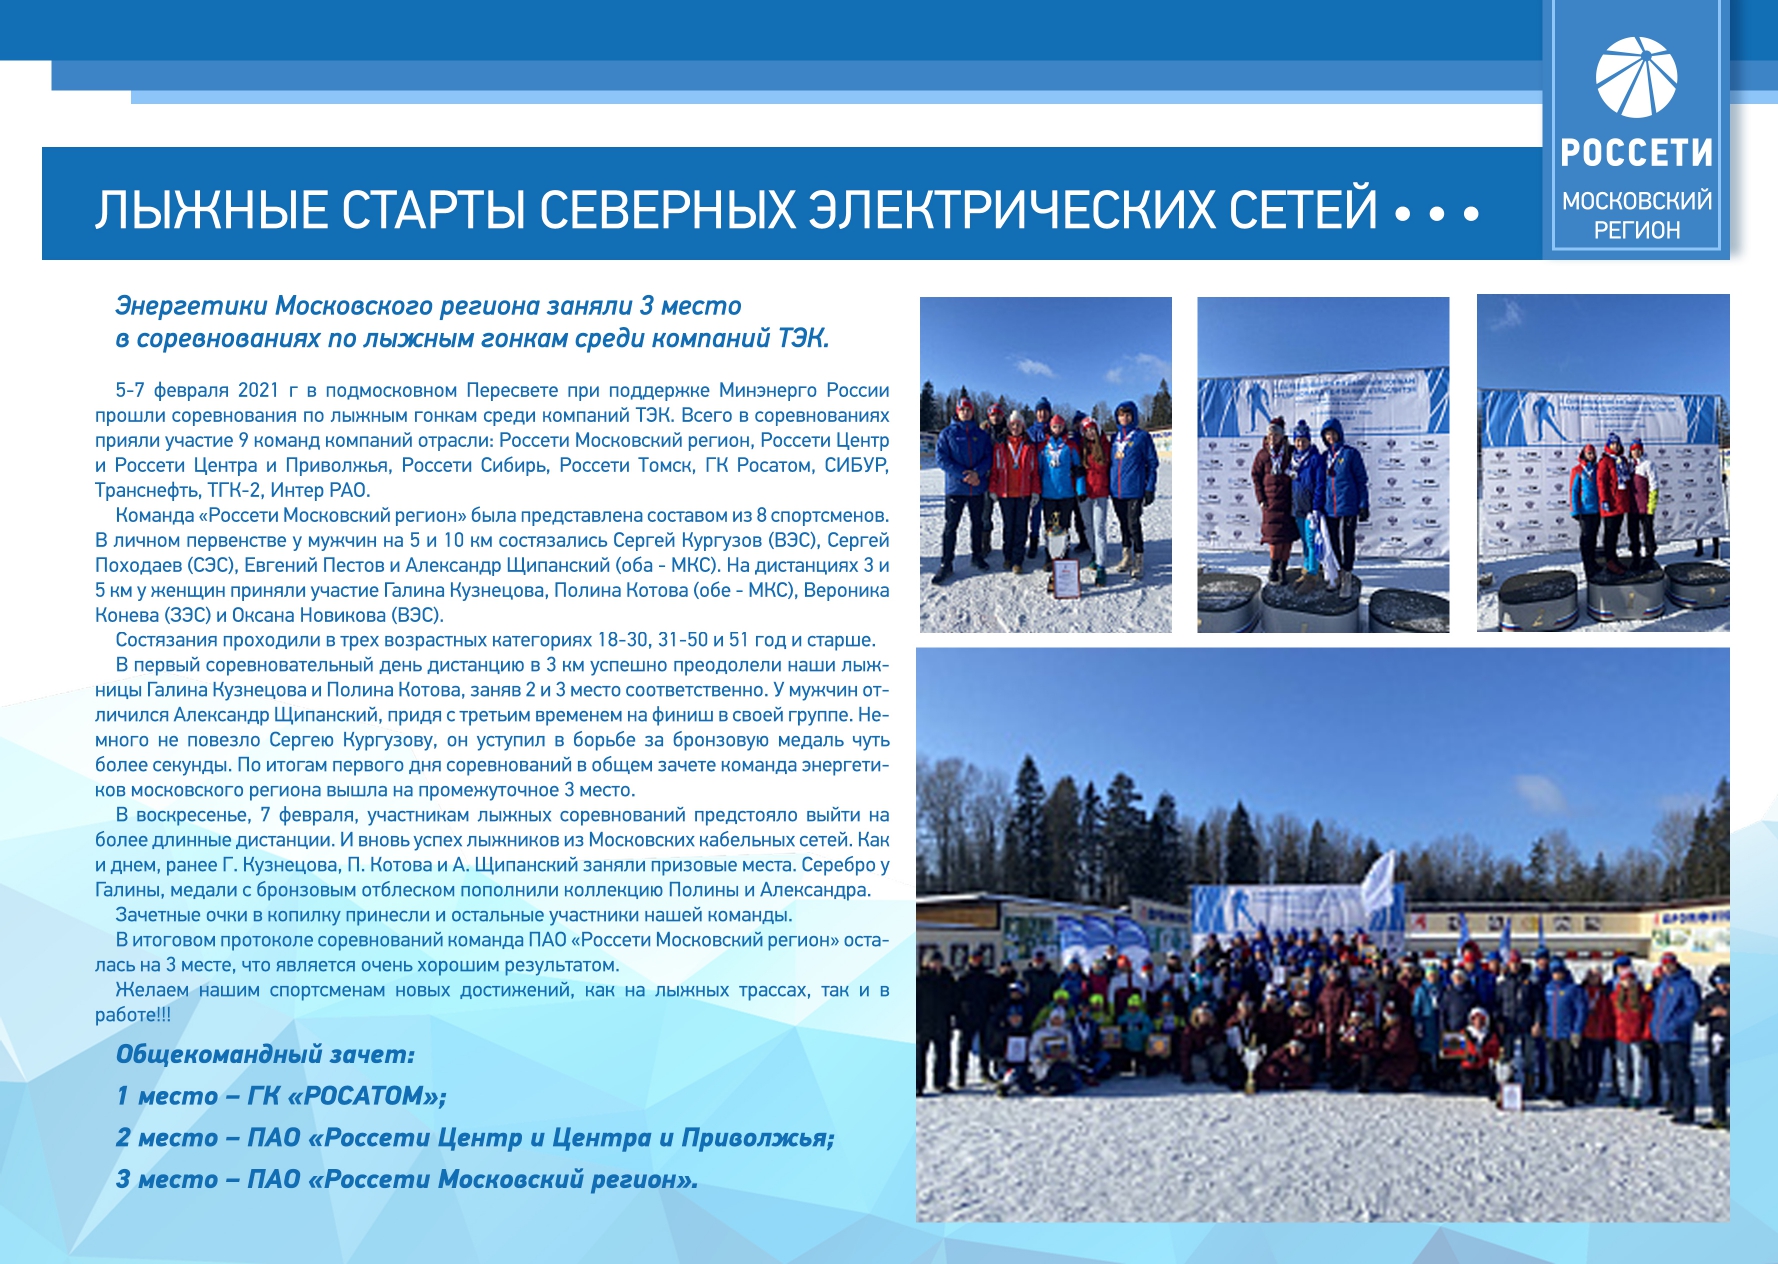 РОССЕТИ
МОСКОВСКИЙ
РЕГИОН
ЛЫЖНЫЕ СТАРТЫ СЕВЕРНЫХ ЭЛЕКТРИЧЕСКИХ СЕТЕЙ • • •
Энергетики Московского региона заняли 3 место
в соревнованиях по лыжным гонкам среди компаний ТЭК.
5-7 февраля 2021 г в подмосковном Пересвете при поддержке Минэнерго России
прошли соревнования по лыжным гонкам среди компаний ТЭК. Всего в соревнованиях
прияли участие 9 команд компаний отрасли: Россети Московский регион, Россети Центр
и Россети Центра и Приволжья, Россети Сибирь, Россети Томск, ГК Росатом, СИБУР,
Транснефть, ТГК-2, Интер РАО.
Команда «Россети Московский регион» была представлена составом из 8 спортсменов.
В личном первенстве у мужчин на 5 и 10 км состязались Сергей Кургузов (ВЭС), Сергей
Походаев (СЭС), Евгений Пестов и Александр Щипанский (оба - МКС). На дистанциях 3 и
5 км у женщин приняли участие Галина Кузнецова, Полина Котова (обе - МКС), Вероника
Конева (ЗЭС) и Оксана Новикова (ВЭС).
Состязания проходили в трех возрастных категориях 18-30, 31-50 и 51 год и старше.
В первый соревновательный день дистанцию в 3 км успешно преодолели наши лыж-
ницы Галина Кузнецова и Полина Котова, заняв 2 и 3 место соответственно. У мужчин от-
личился Александр Щипанский, придя с третьим временем на финиш в своей группе. Не-
много не повезло Сергею Кургузову, он уступил в борьбе за бронзовую медаль чуть
более секунды. По итогам первого дня соревнований в общем зачете команда энергети-
ков московского региона вышла на промежуточное 3 место.
В воскресенье, 7 февраля, участникам лыжных соревнований предстояло выйти на
более длинные дистанции. И вновь успех лыжников из Московских кабельных сетей. Как
и днем, ранее Г. Кузнецова, П. Котова и А. Щипанский заняли призовые места. Серебро у
Галины, медали с бронзовым отблеском пополнили коллекцию Полины и Александра.
Зачетные очки в копилку принесли и остальные участники нашей команды.
В итоговом протоколе соревнований команда ПАО «Россети Московский регион» оста-
лась на 3 месте, что является очень хорошим результатом.
Желаем нашим спортсменам новых достижений, как на лыжных трассах, так и в
работе!!!
Общекомандный зачет:
1 место – ГК «РОСАТОМ»;
2 место – ПАО «Россети Центр и Центра и Приволжья;
3 место – ПАО «Россети Московский регион».